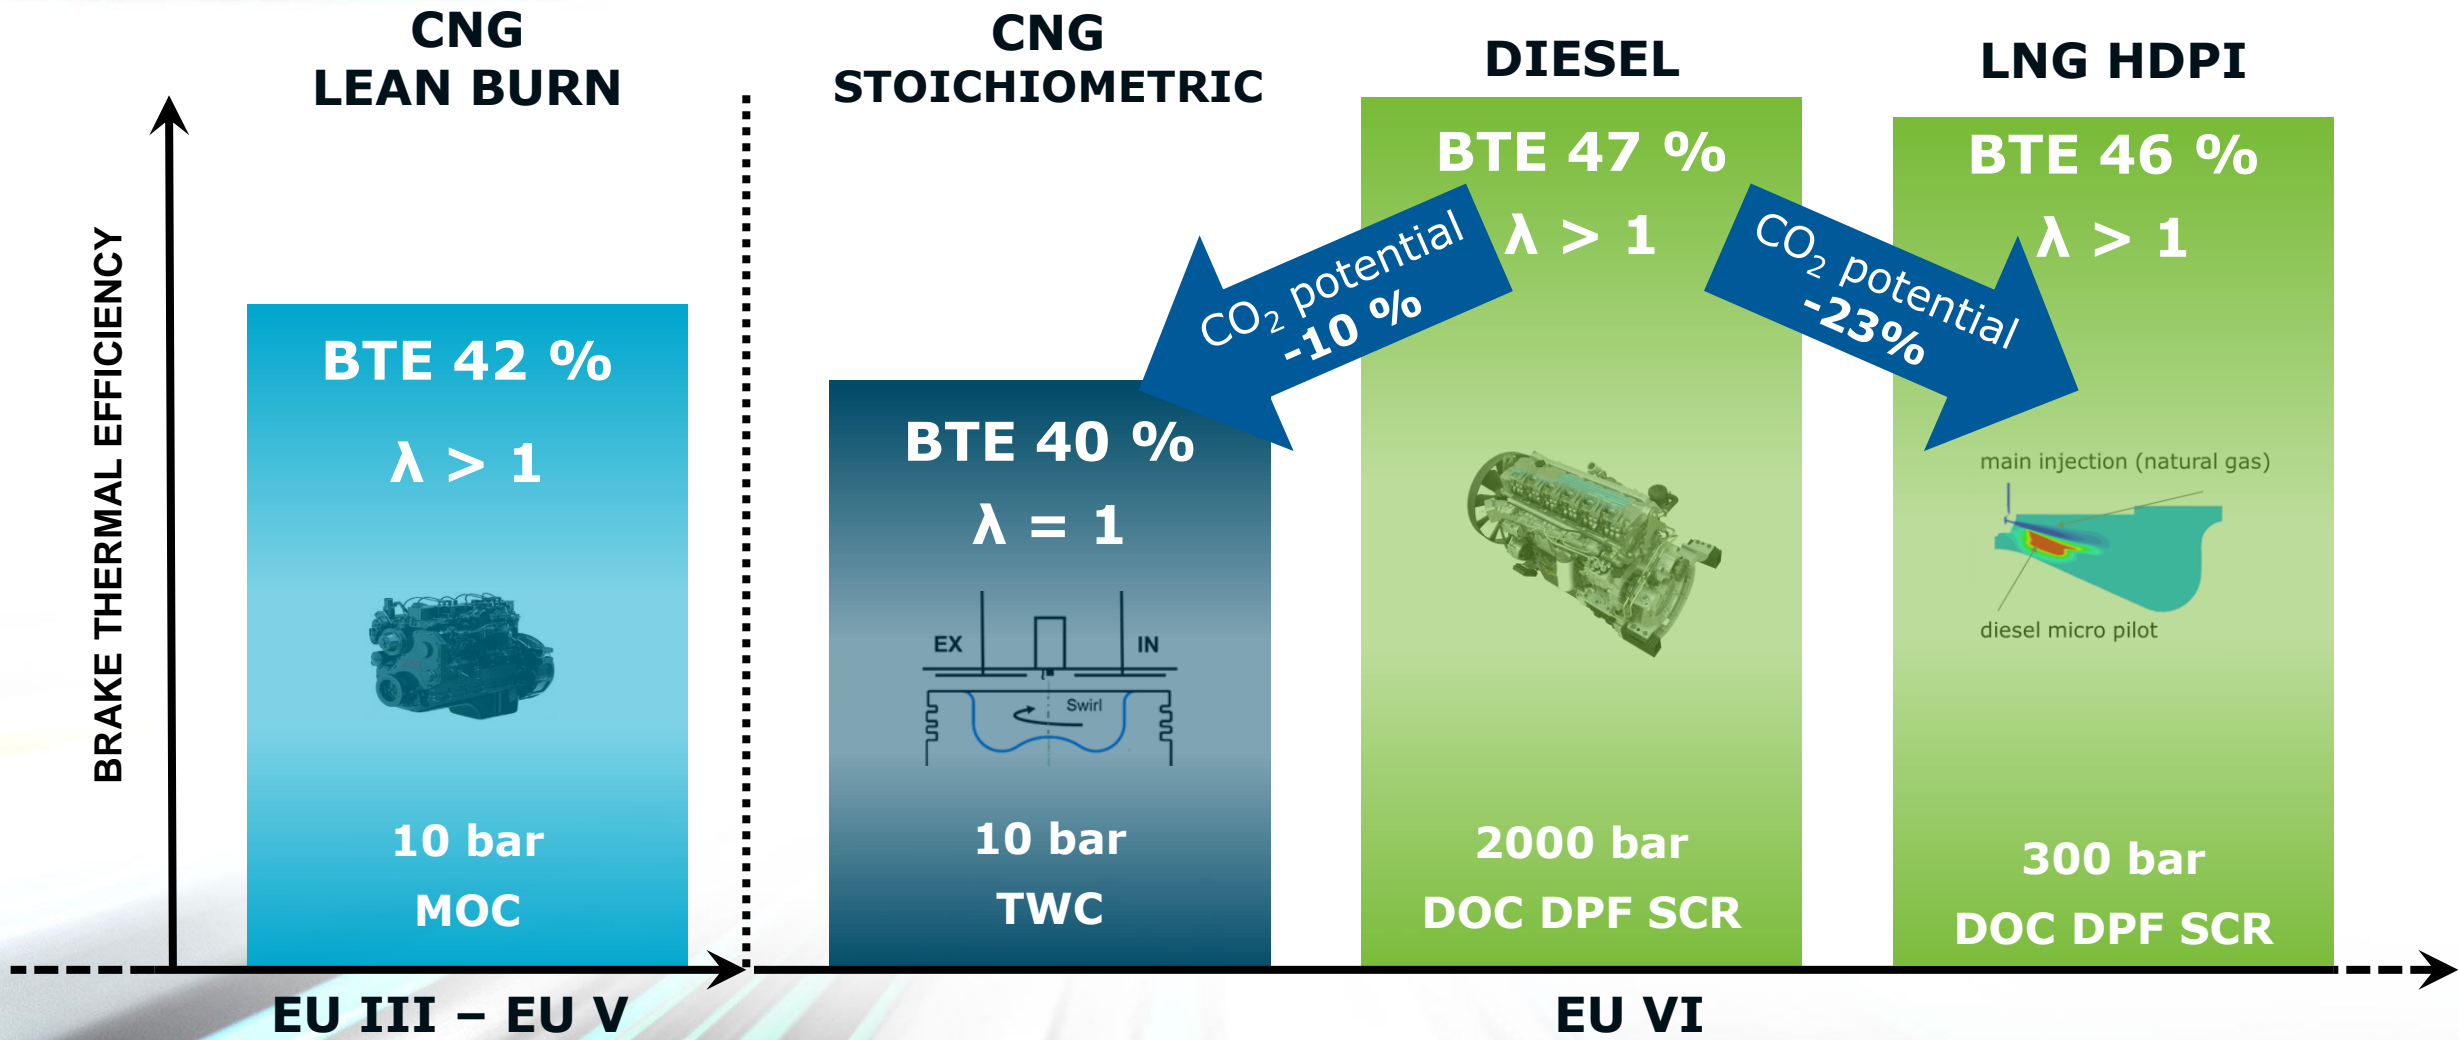 CNG
LEAN BURN
CNG
STOICHIOMETRIC
DIESEL
LNG HDPI
BRAKE THERMAL EFFICIENCY
BTE 42 %
λ > 1
10 bar
MOC
BTE 40 %
λ = 1
EX
IN
Swirl
10 bar
TWC
CO₂ potential
-10 %
BTE 47 %
λ > 1
2000 bar
DOC DPF SCR
CO₂ potential
-23%
BTE 46 %
λ > 1
main injection (natural gas)
diesel micro pilot
300 bar
DOC DPF SCR
EU III – EU V
EU VI